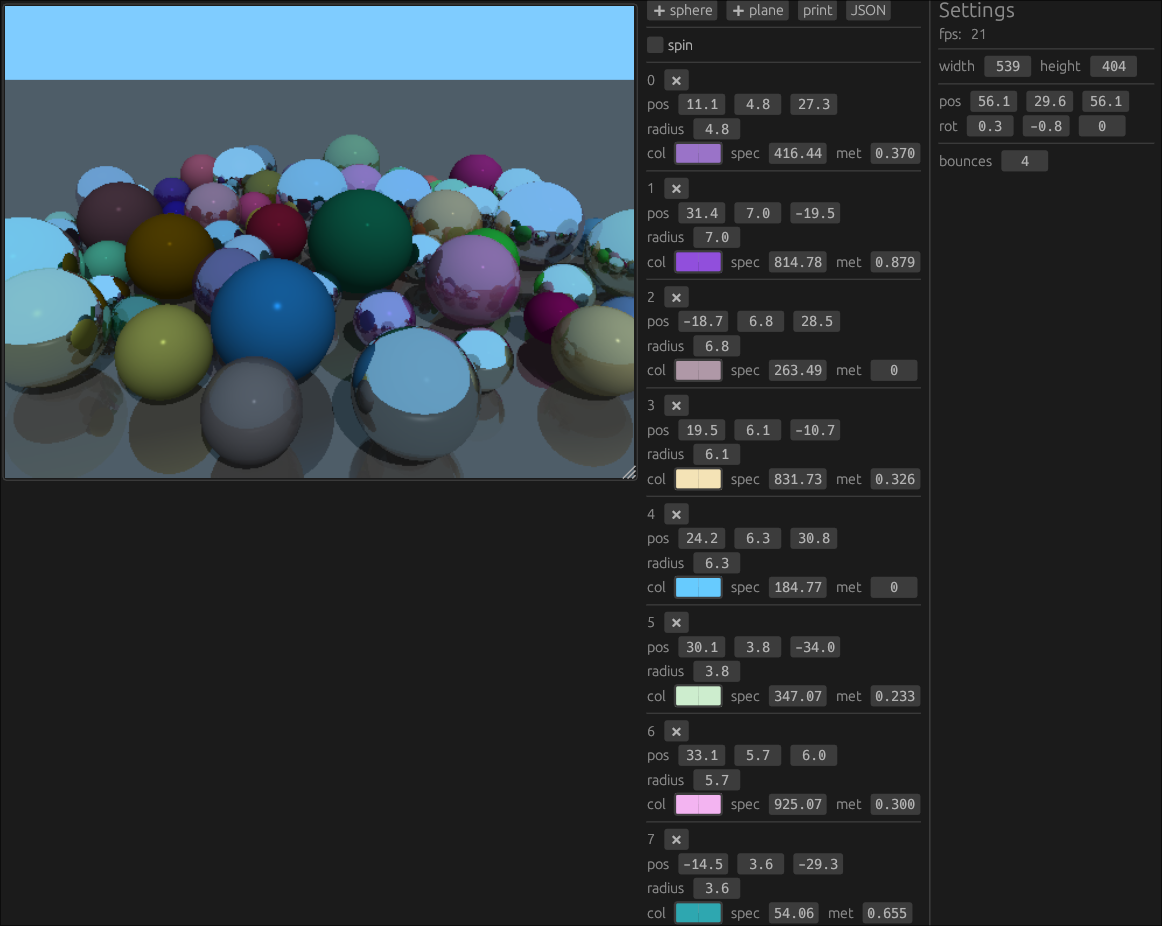 + sphere + plane print JSON
spin
0 ×
pos 11.1 4.8 27.3
radius 4.8
col spec 416.44 met 0.370
1 ×
pos 31.4 7.0 −19.5
radius 7.0
col spec 814.78 met 0.879
2 ×
pos −18.7 6.8 28.5
radius 6.8
col spec 263.49 met 0
3 ×
pos 19.5 6.1 −10.7
radius 6.1
col spec 831.73 met 0.326
4 ×
pos 24.2 6.3 30.8
radius 6.3
col spec 184.77 met 0
5 ×
pos 30.1 3.8 −34.0
radius 3.8
col spec 347.07 met 0.233
6 ×
pos 33.1 5.7 6.0
radius 5.7
col spec 925.07 met 0.300
7 ×
pos −14.5 3.6 −29.3
radius 3.6
col spec 54.06 met 0.655
Settings
fps: 21
width 539 height 404
pos 56.1 29.6 56.1
rot 0.3 −0.8 0
bounces 4